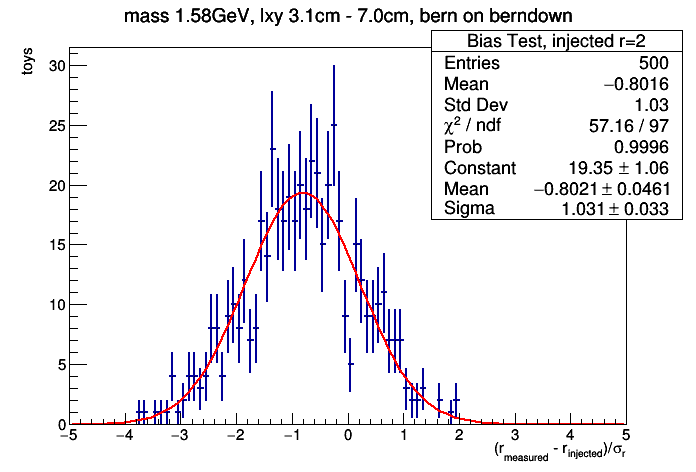 mass 1.58GeV, lxy 3.1cm - 7.0cm, bern on berndown
Bias Test, injected r=2
Entries 500
Mean −0.8016
Std Dev 1.03
χ² / ndf 57.16 / 97
Prob 0.9996
Constant 19.35 ± 1.06
Mean −0.8021 ± 0.0461
Sigma 1.031 ± 0.033
toys
30
25
20
15
10
5
0
−5 −4 −3 −2 −1 0 1 2 3 4 5
(r_measured - r_injected)/σ_r